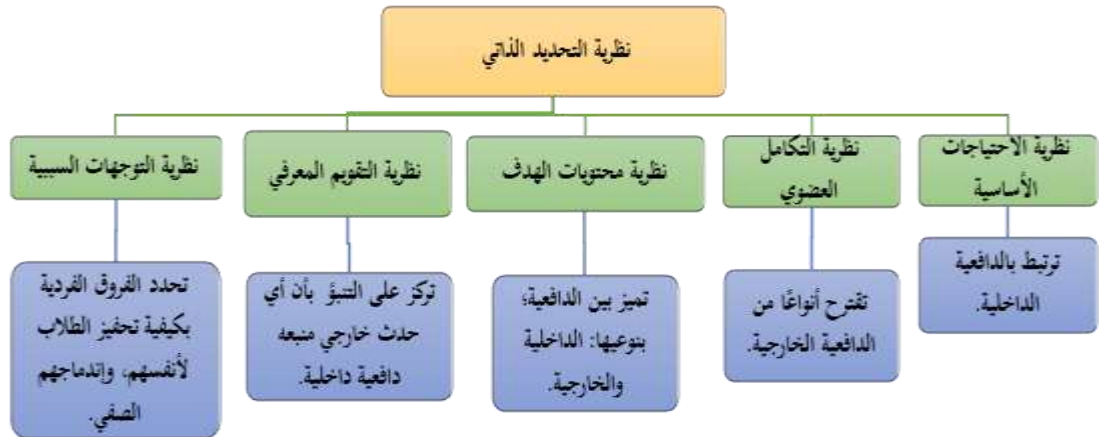 نظرية التحديد الذاتي
نظرية الاحتياجات
الأساسية
ترتبط بالدافعية
الداخلية.
نظرية التكامل
العضوي
تقترح أنواعًا من
الدافعية الخارجية.
نظرية محتويات الهدف
تميز بين الدافعية؛
بنوعيها: الداخلية
والخارجية.
نظرية التقويم المعرفي
تركز على التنبؤ بأن أي
حدث خارجي منبعه
دافعية داخلية.
نظرية التوجهات السببية
تحدد الفروق الفردية
بكيفية تحفيز الطلاب
لأنفسهم، وإندماجهم
الصفي.